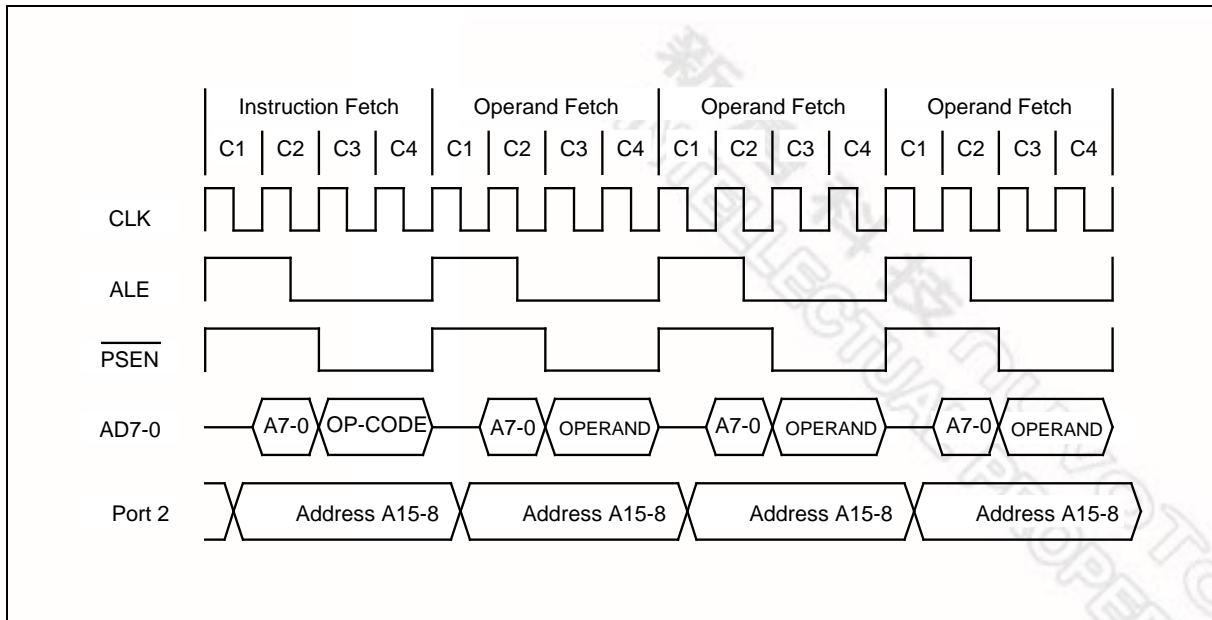 Instruction Fetch Operand Fetch Operand Fetch Operand Fetch
C1 C2 C3 C4 C1 C2 C3 C4 C1 C2 C3 C4 C1 C2 C3 C4
CLK
ALE
PSEN
AD7-0 A7-0 OP-CODE A7-0 OPERAND A7-0 OPERAND A7-0 OPERAND
Port 2 Address A15-8 Address A15-8 Address A15-8 Address A15-8